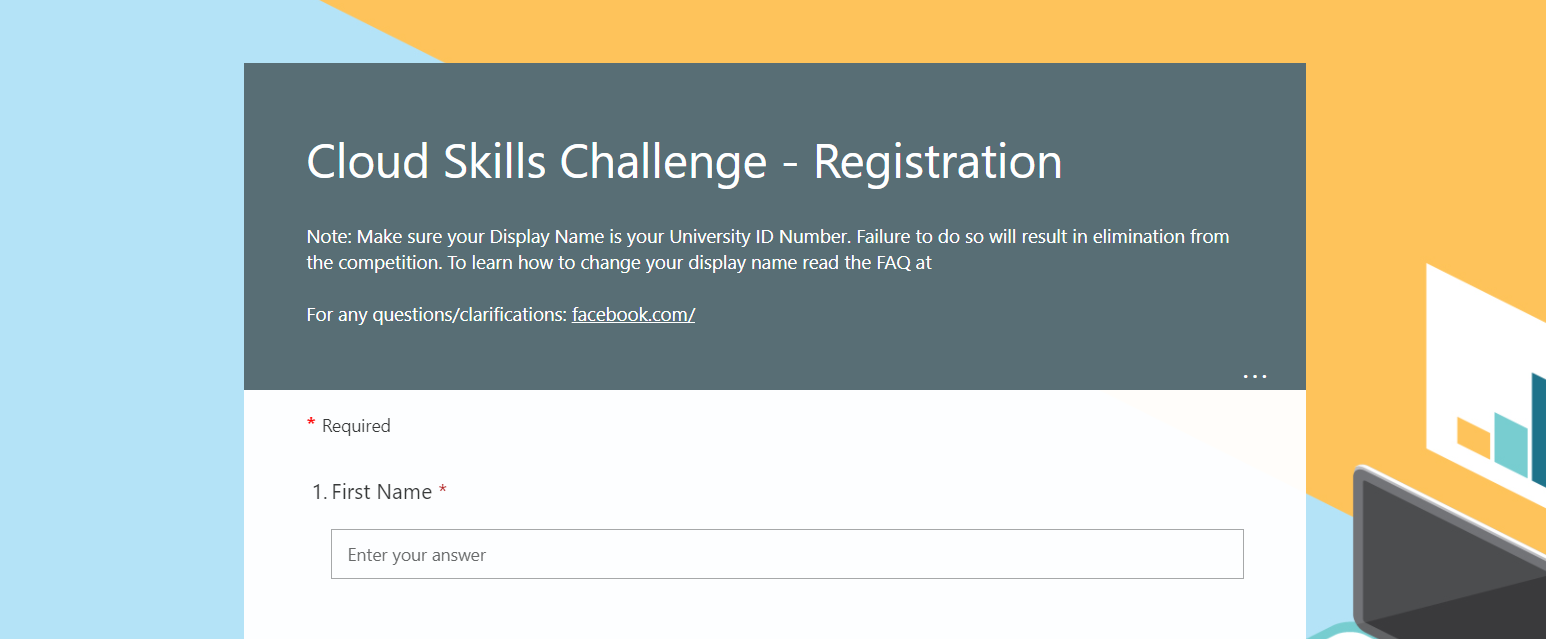 Cloud Skills Challenge - Registration
Note: Make sure your Display Name is your University ID Number. Failure to do so will result in elimination from
the competition. To learn how to change your display name read the FAQ at
For any questions/clarifications: facebook.com/
...
* Required
1. First Name *
Enter your answer